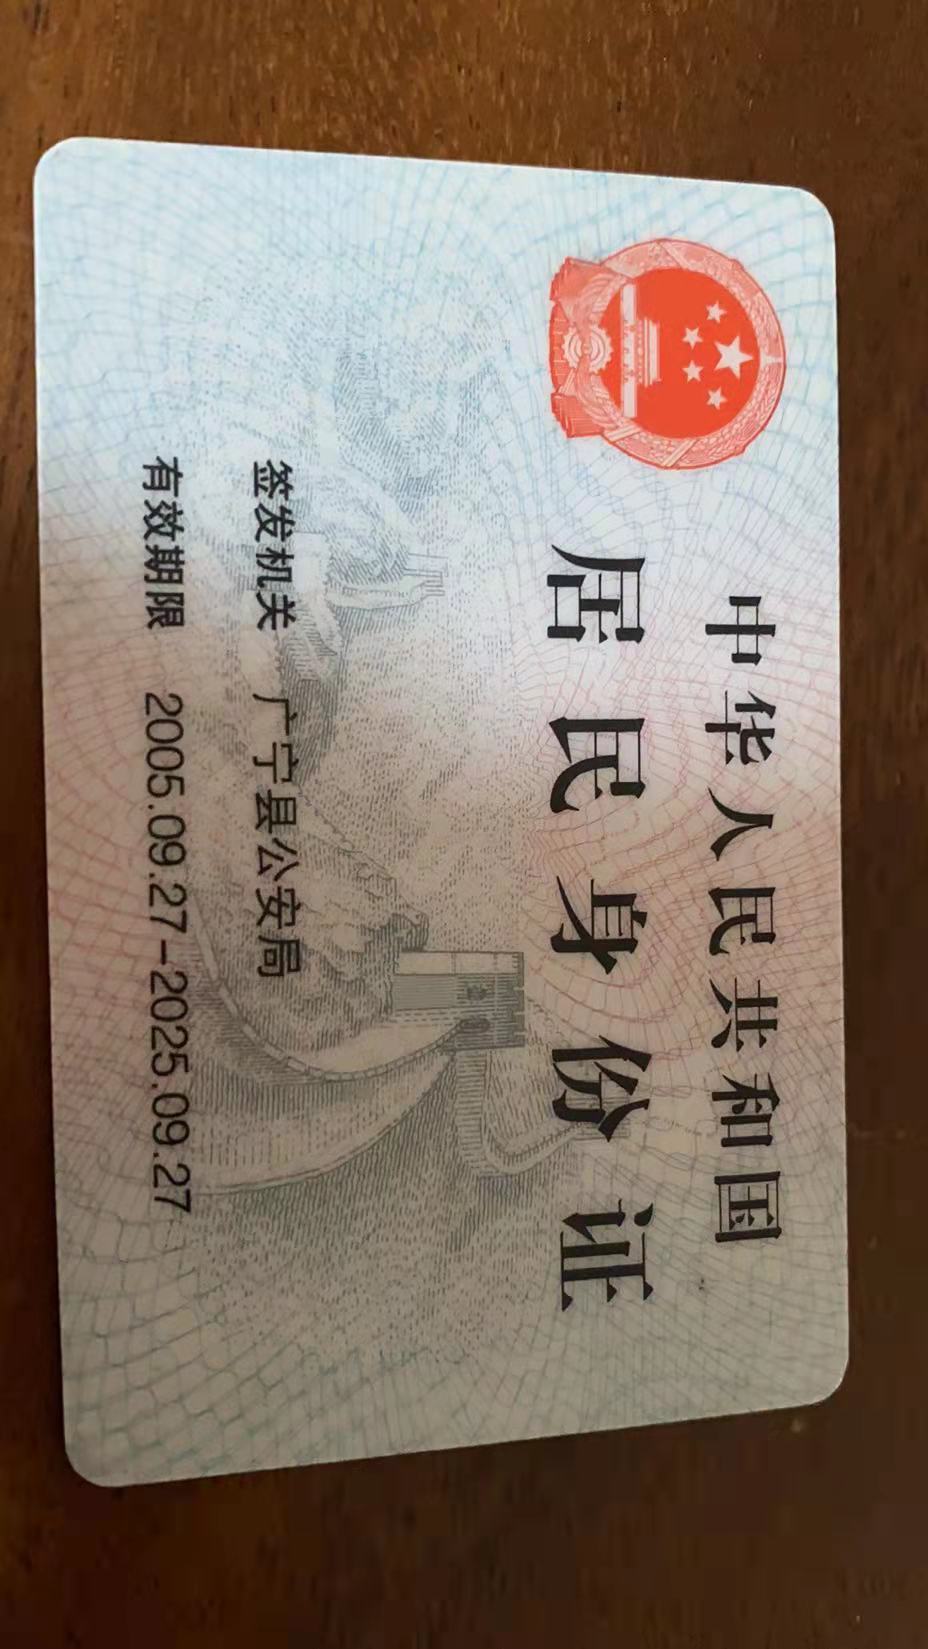 中华人民共和国
居民身份证
签发机关 广宁县公安局
有效期限 2005.09.27-2025.09.27